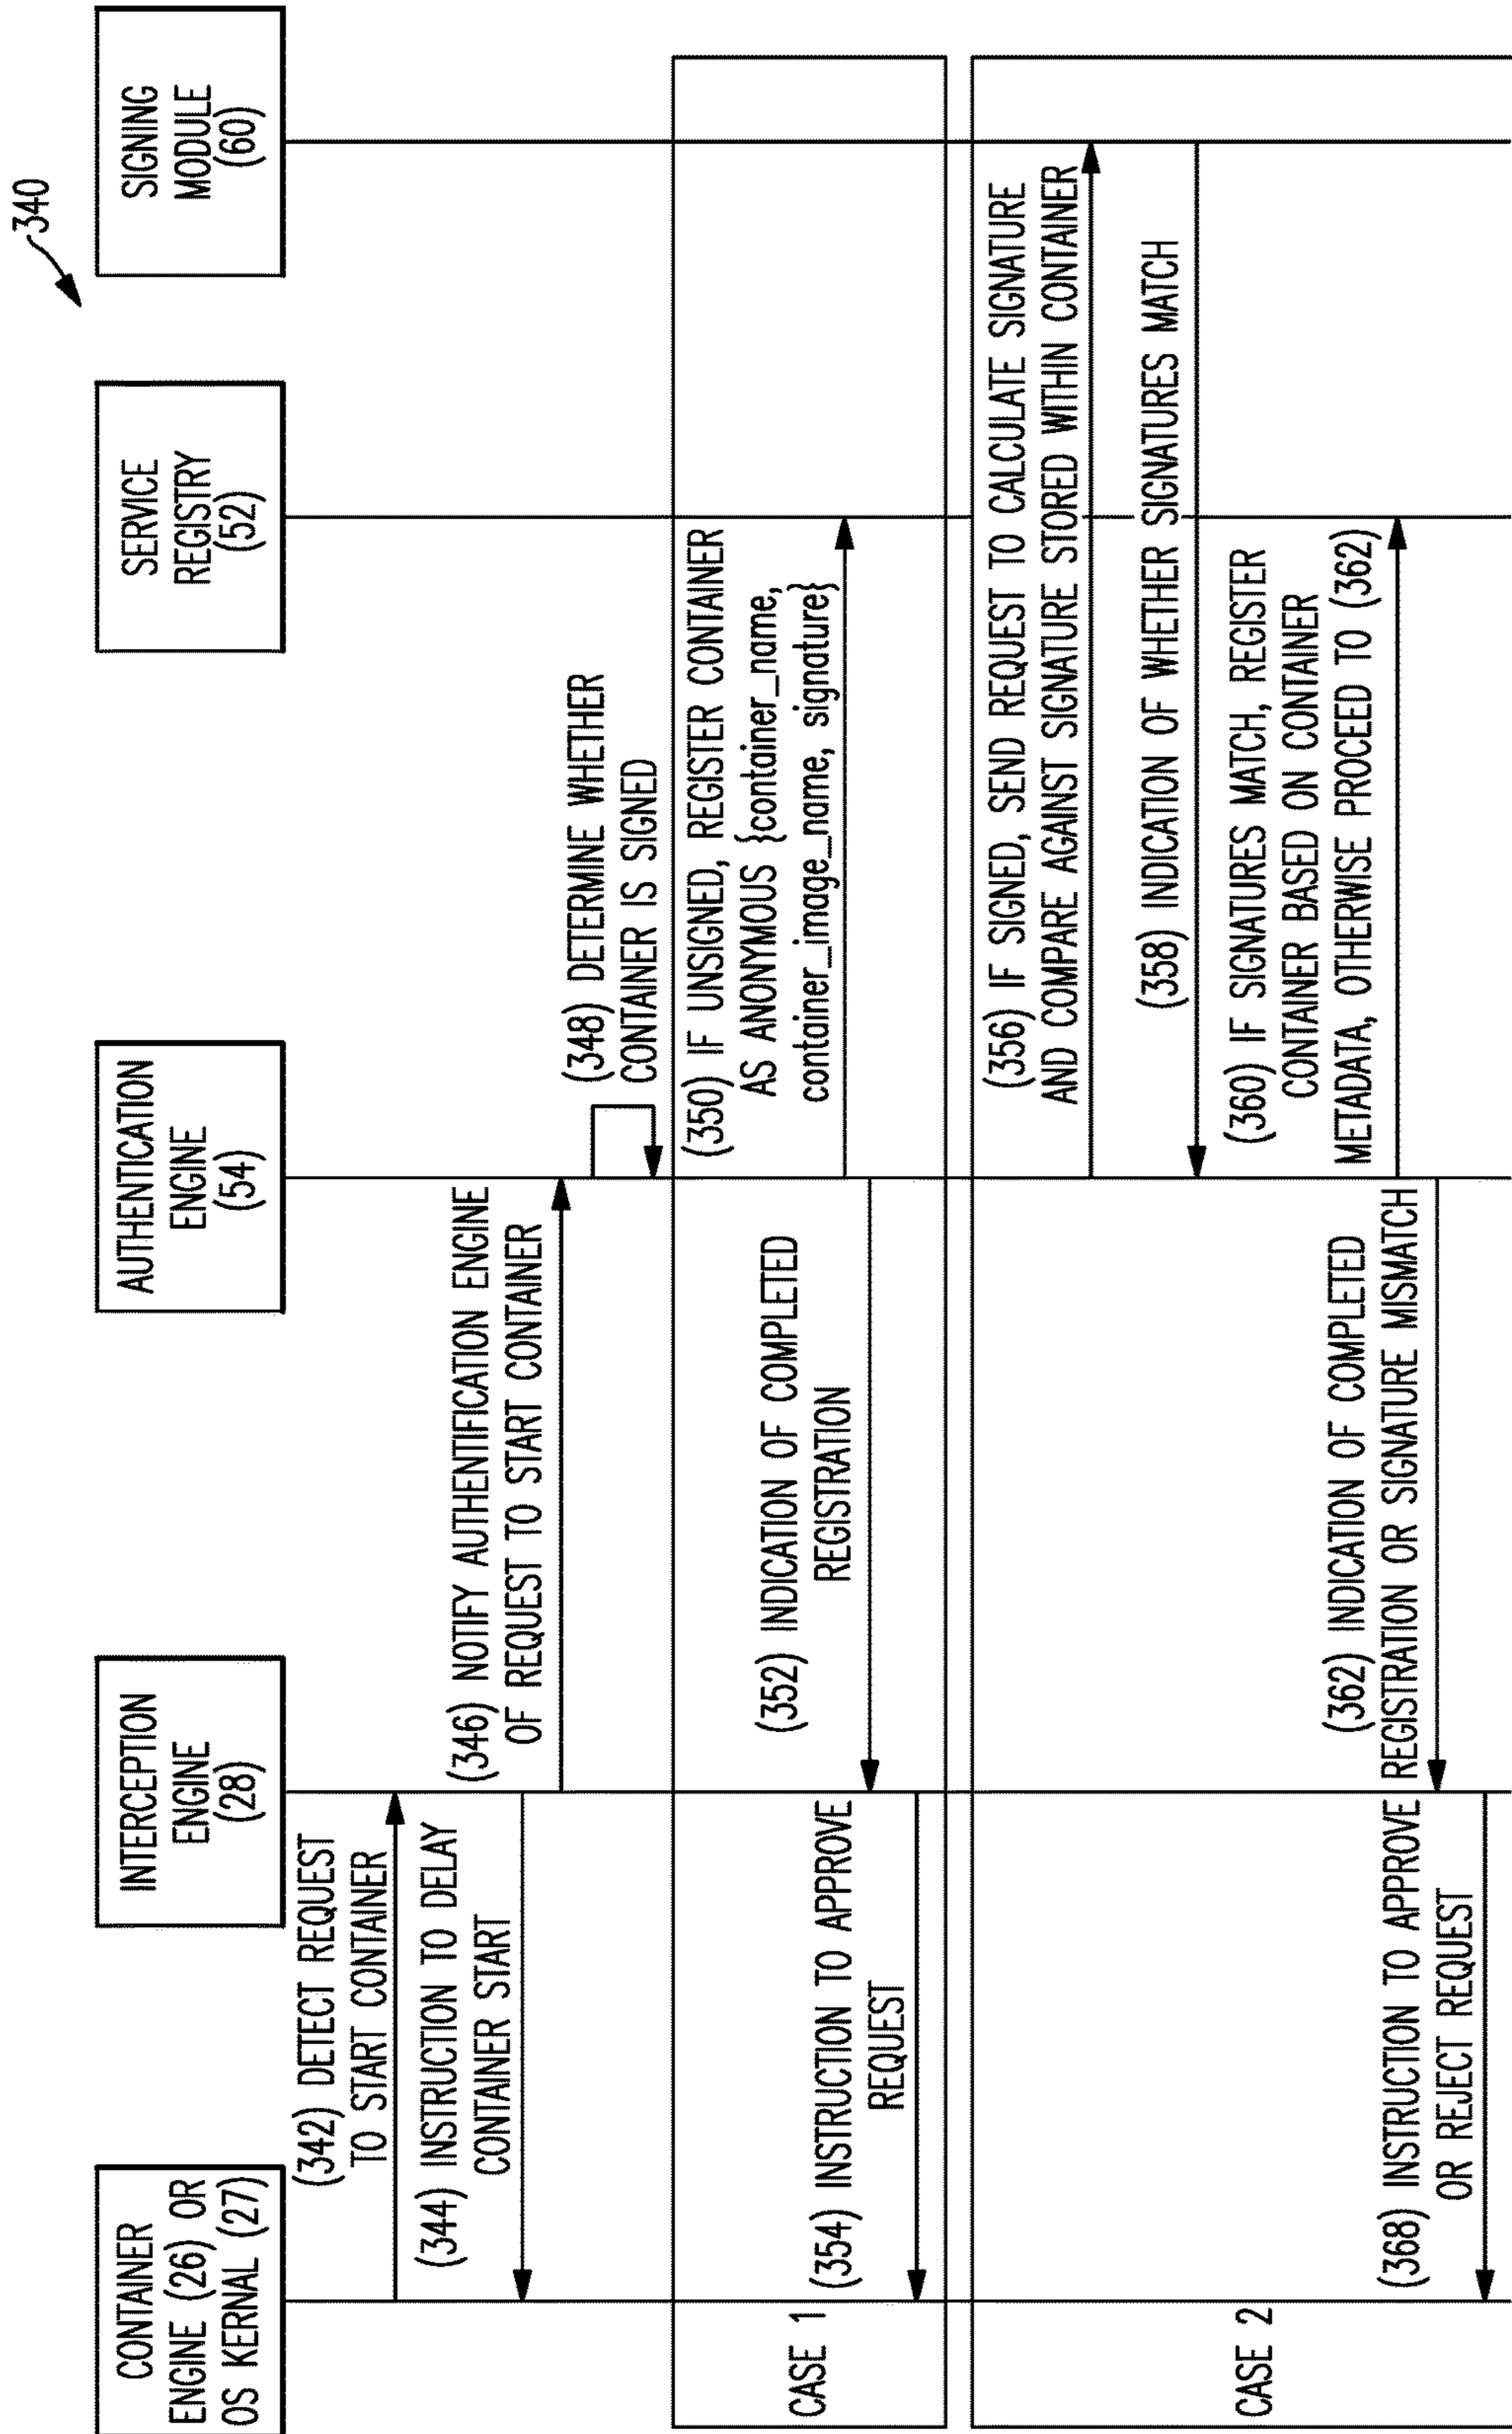 340
CONTAINER
ENGINE (26) OR
OS KERNAL (27)
INTERCEPTION
ENGINE
(28)
AUTHENTICATION
ENGINE
(54)
SERVICE
REGISTRY
(52)
SIGNING
MODULE
(60)
(342) DETECT REQUEST
TO START CONTAINER
(344) INSTRUCTION TO DELAY
CONTAINER START
(346) NOTIFY AUTHENTIFICATION ENGINE
OF REQUEST TO START CONTAINER
(348) DETERMINE WHETHER
CONTAINER IS SIGNED
CASE 1
(350) IF UNSIGNED, REGISTER CONTAINER
AS ANONYMOUS {container_name,
container_image_name, signature}
(352) INDICATION OF COMPLETED
REGISTRATION
(354) INSTRUCTION TO APPROVE
REQUEST
CASE 2
(356) IF SIGNED, SEND REQUEST TO CALCULATE SIGNATURE
AND COMPARE AGAINST SIGNATURE STORED WITHIN CONTAINER
(358) INDICATION OF WHETHER SIGNATURES MATCH
(360) IF SIGNATURES MATCH, REGISTER
CONTAINER BASED ON CONTAINER
METADATA, OTHERWISE PROCEED TO (362)
(362) INDICATION OF COMPLETED
REGISTRATION OR SIGNATURE MISMATCH
(368) INSTRUCTION TO APPROVE
OR REJECT REQUEST